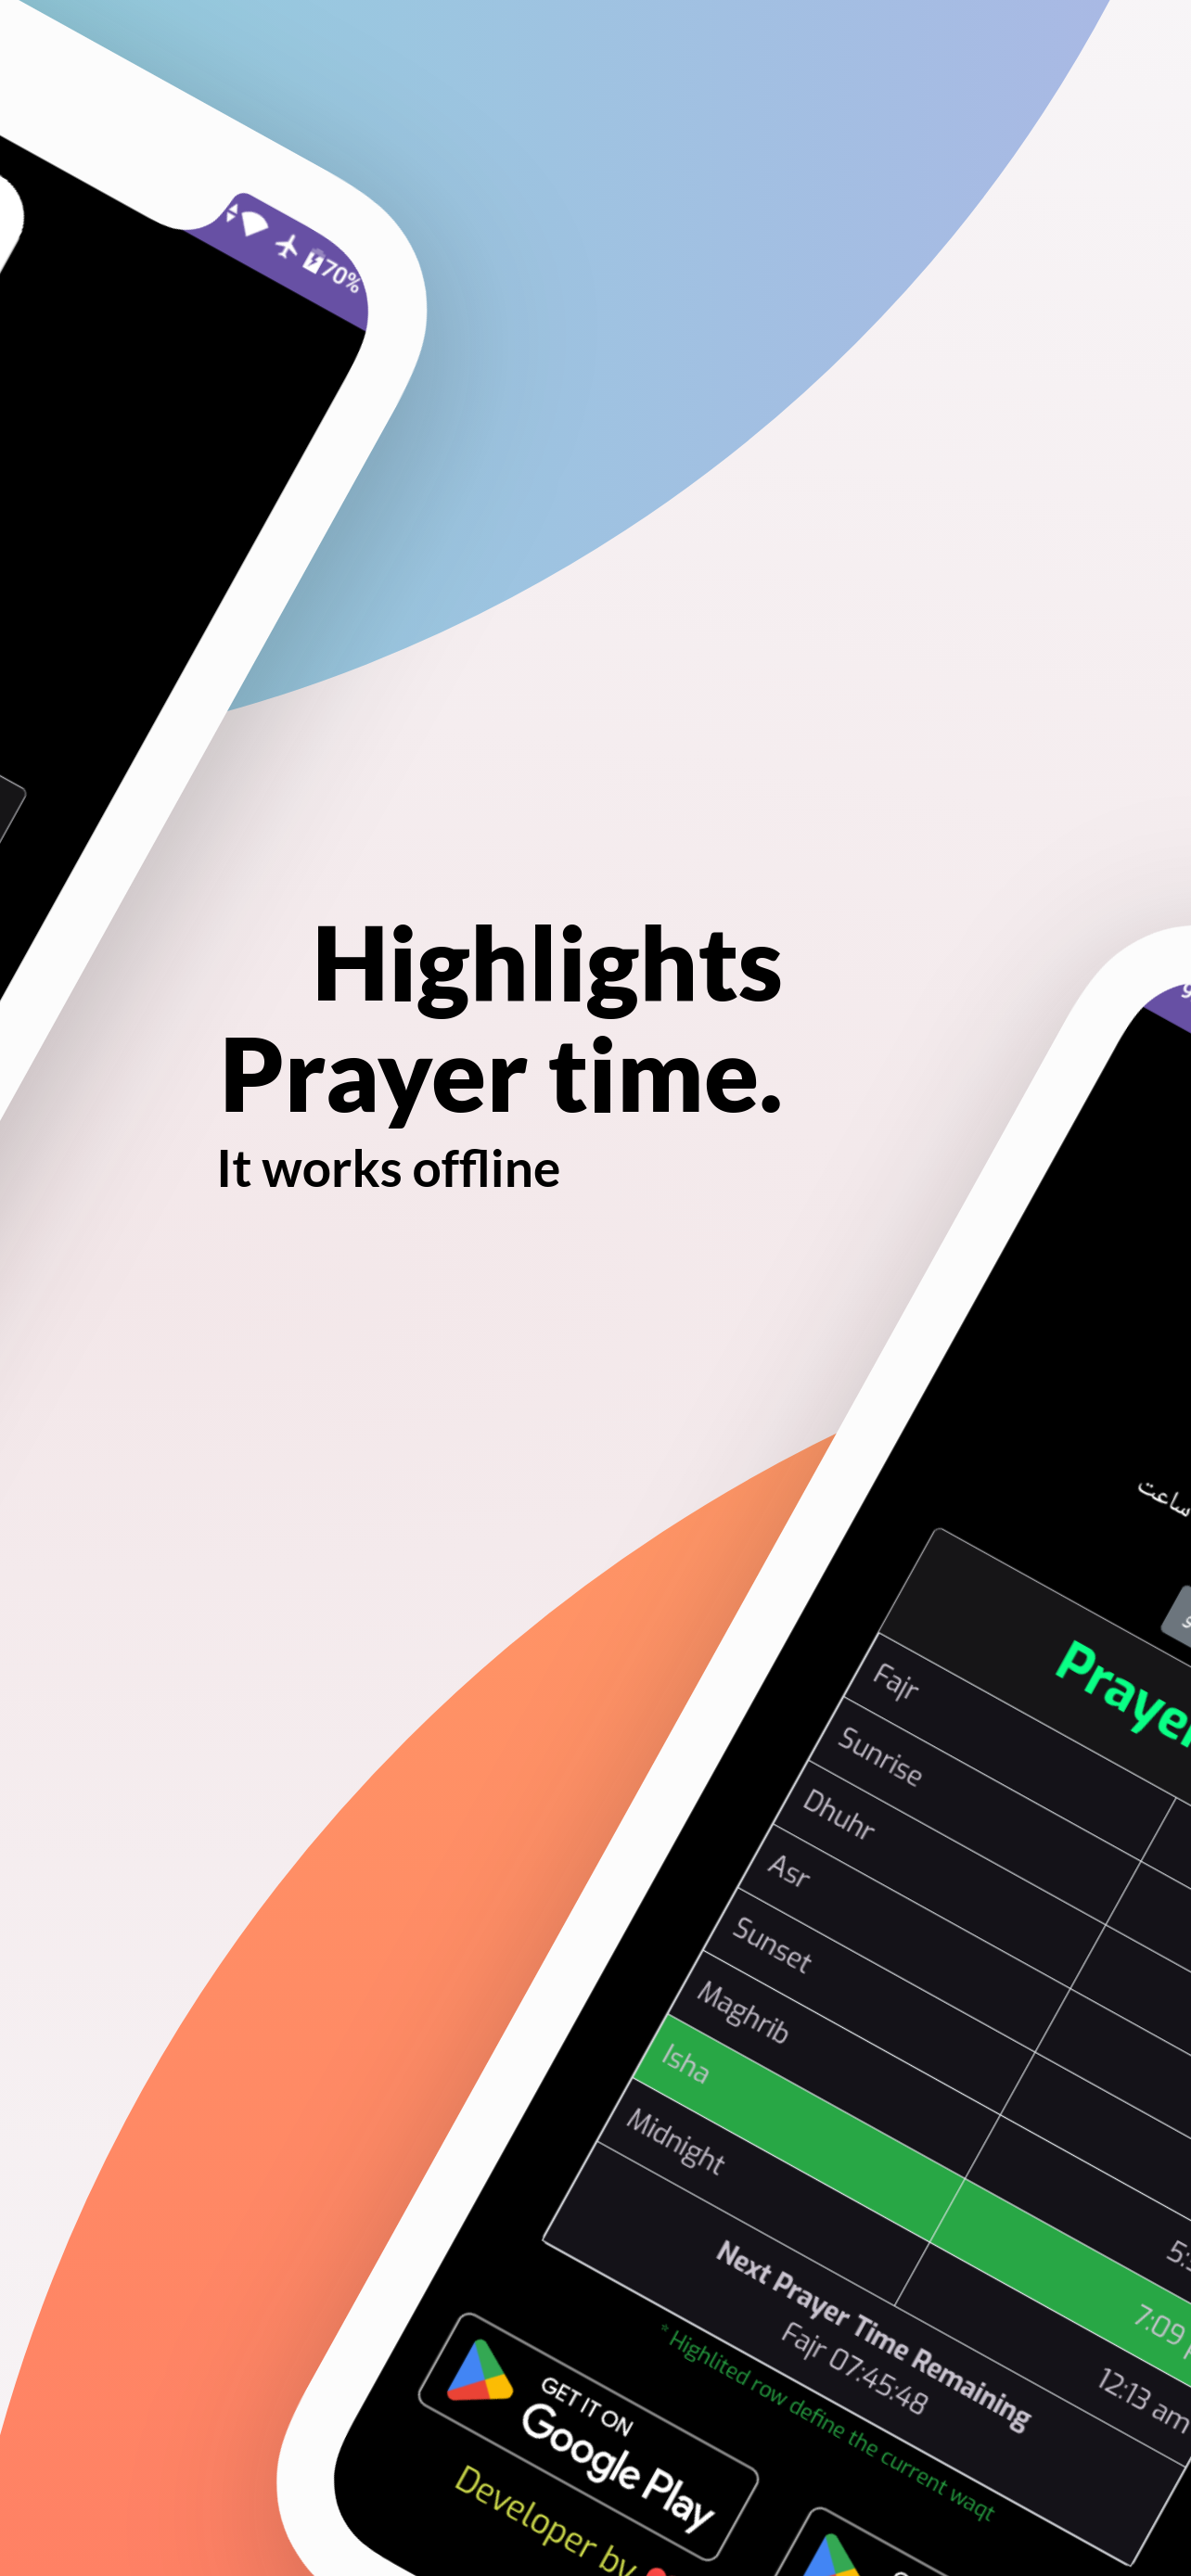 70%
Highlights
Prayer time.
It works offline
ساعت
Fajr
Sunrise
Dhuhr
Asr
Sunset
Maghrib
Isha
7:09
Midnight
12:13 am
Next Prayer Time Remaining
Fajr 07:45:48
* Highlited row define the current waqt
GET IT ON
Google Play
Developer by